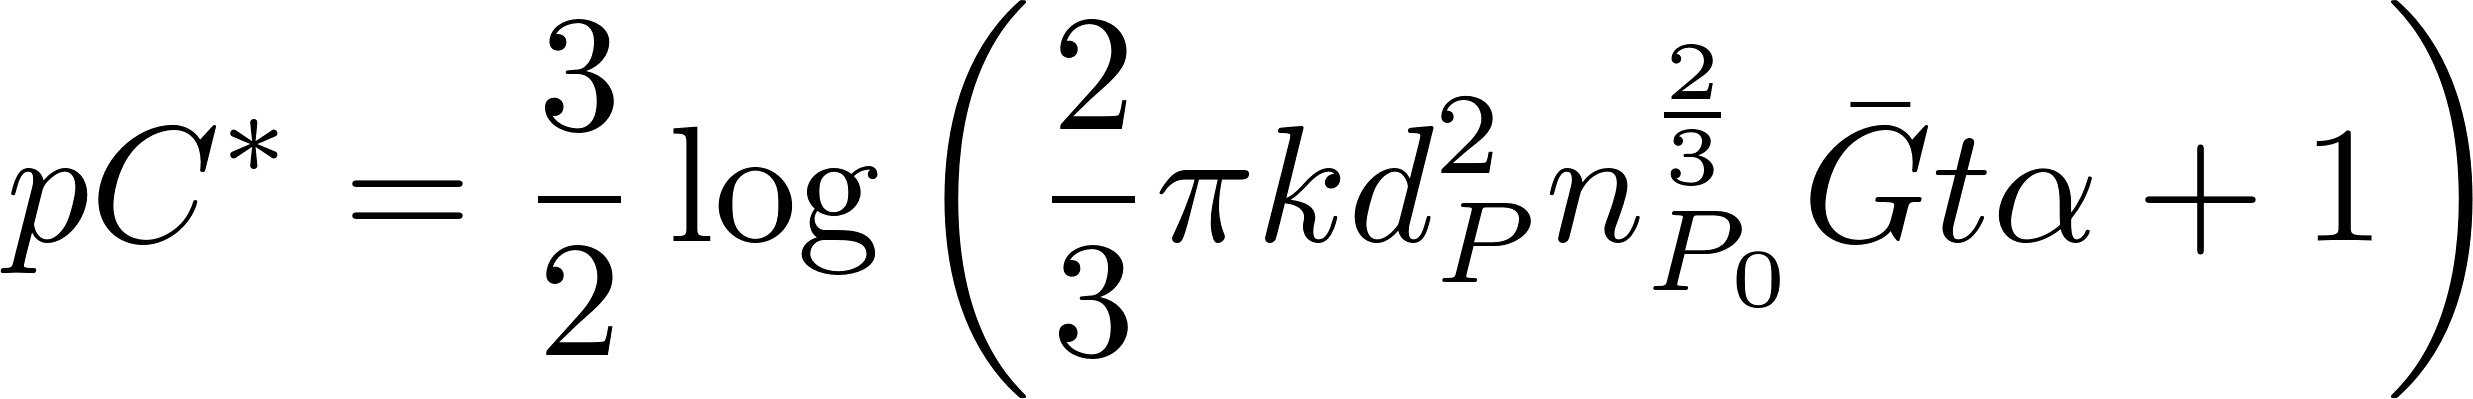 pC^* = \frac{3}{2} \log \left( \frac{2}{3} \pi k d_P^2 n_{P_0}^{\frac{2}{3}} \bar{G} t \alpha + 1 \right)